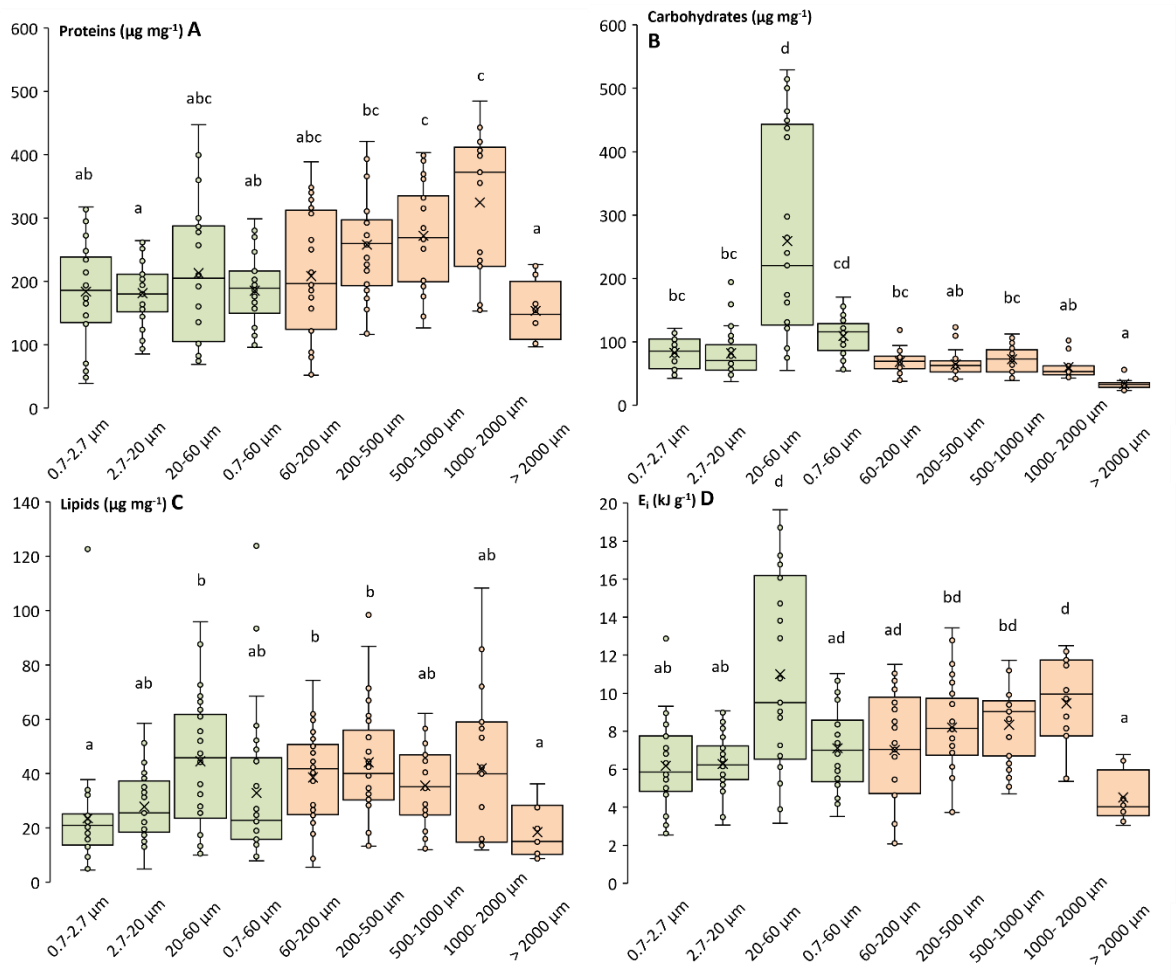 Proteins (µg mg⁻¹) A
600
500
400
300
200
100
0
ab
a
abc
ab
abc
bc
c
c
a
0.7-2.7 µm
2.7-20 µm
20-60 µm
0.7-60 µm
60-200 µm
200-500 µm
500-1000 µm
1000-2000 µm
> 2000 µm
Carbohydrates (µg mg⁻¹)
B
600
500
400
300
200
100
0
bc
bc
d
cd
bc
ab
bc
ab
a
0.7-2.7 µm
2.7-20 µm
20-60 µm
0.7-60 µm
60-200 µm
200-500 µm
500-1000 µm
1000- 2000 µm
> 2000 µm
Lipids (µg mg⁻¹) C
140
120
100
80
60
40
20
0
a
ab
b
ab
b
b
ab
ab
a
0.7-2.7 µm
2.7-20 µm
20-60 µm
0.7-60 µm
60-200 µm
200-500 µm
500-1000 µm
1000- 2000 µm
> 2000 µm
Eᵢ (kJ g⁻¹) D
20
18
16
14
12
10
8
6
4
2
0
ab
ab
d
ad
ad
bd
bd
d
a
0.7-2.7 µm
2.7-20 µm
20-60 µm
0.7-60 µm
60-200 µm
200-500 µm
500-1000 µm
1000- 2000 µm
> 2000 µm